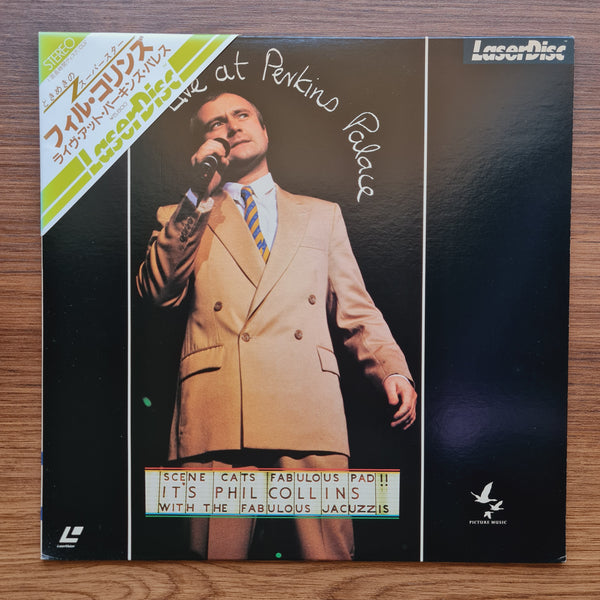 STEREO
ときめきの
スーパースター
フィル・コリンズ
ライヴ・アット・パーキンス・パレス
LaserDisc
LaserDisc
Live at Perkins Palace
SCENE CATS FABULOUS PAD!!
IT'S PHIL COLLINS
WITH THE FABULOUS JACUZZIS
LaserVision
PICTURE MUSIC